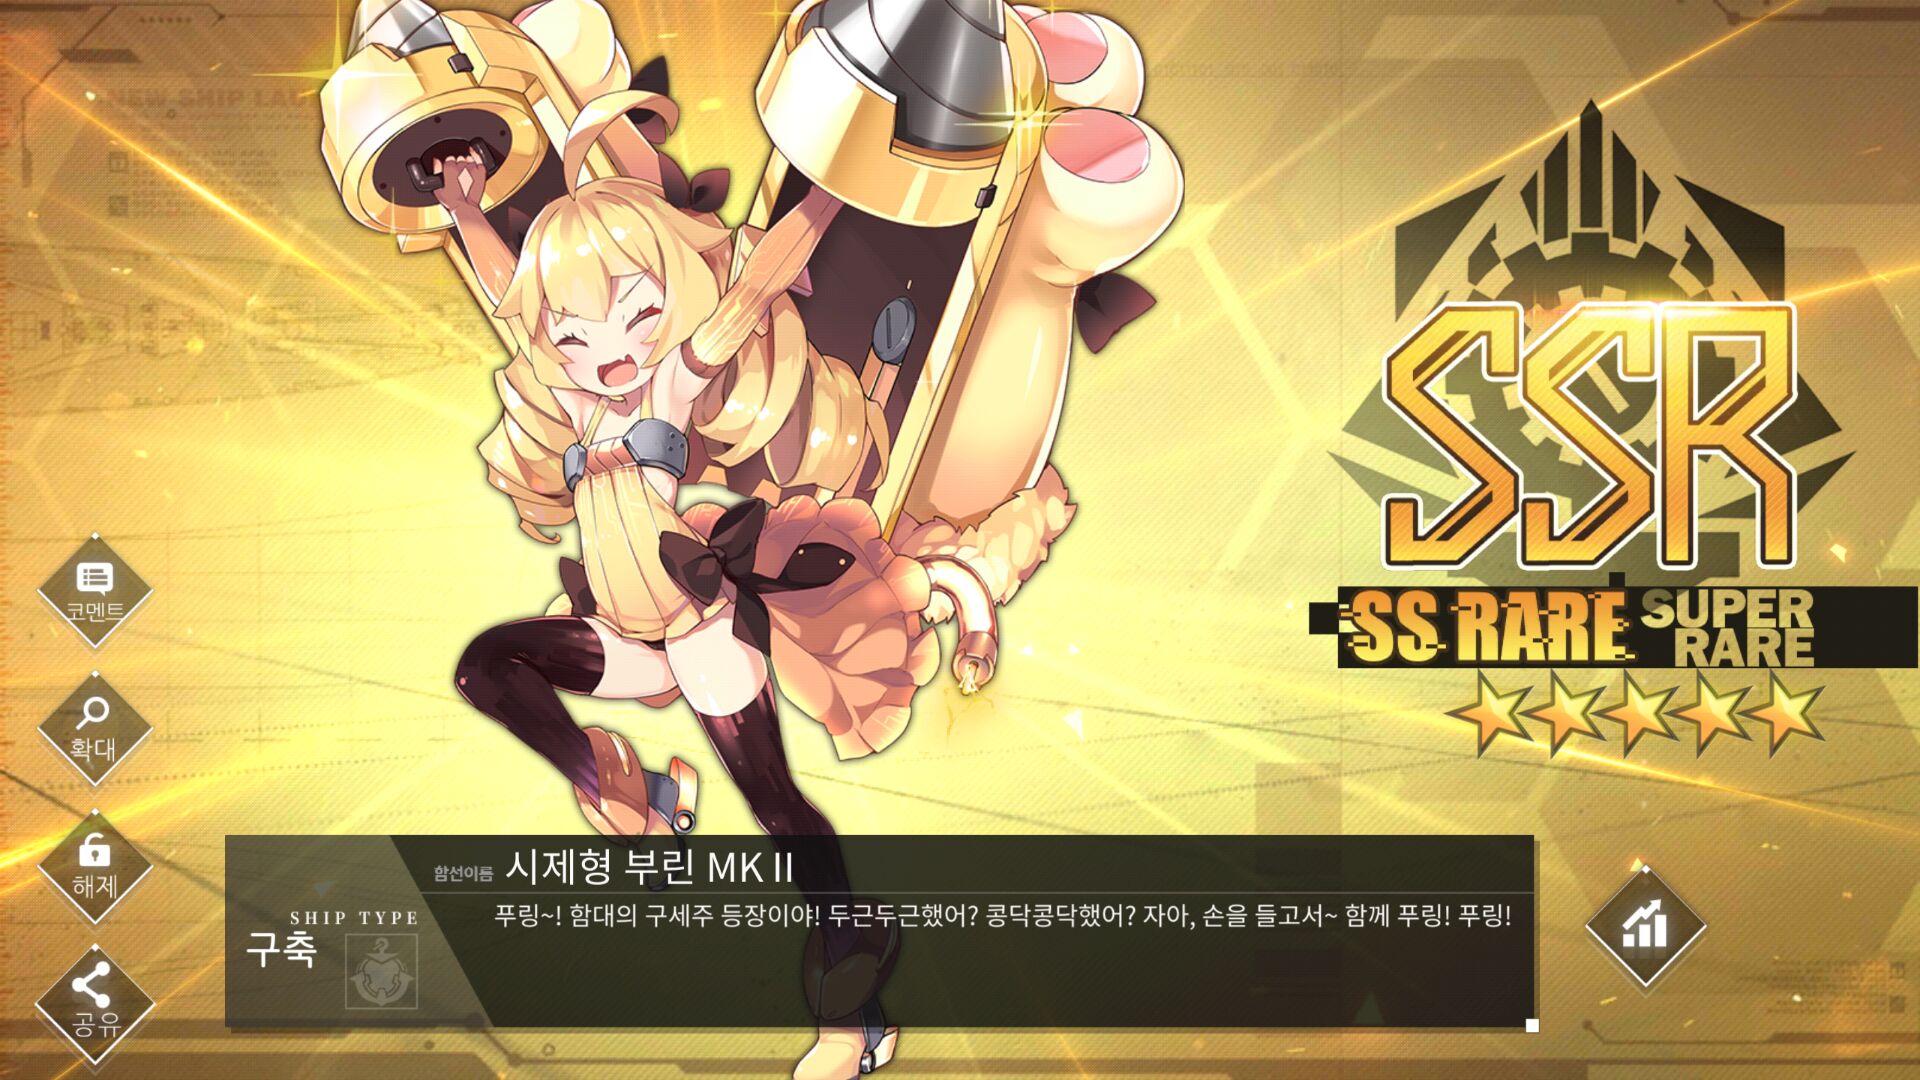 NEW SHIP LAU
SSR
SS RARE SUPER RARE
코멘트
확대
해제
공유
함선이름 시제형 부린 MK II
SHIP TYPE
구축
푸링~! 함대의 구세주 등장이야! 두근두근했어? 콩닥콩닥했어? 자아, 손을 들고서~ 함께 푸링! 푸링!